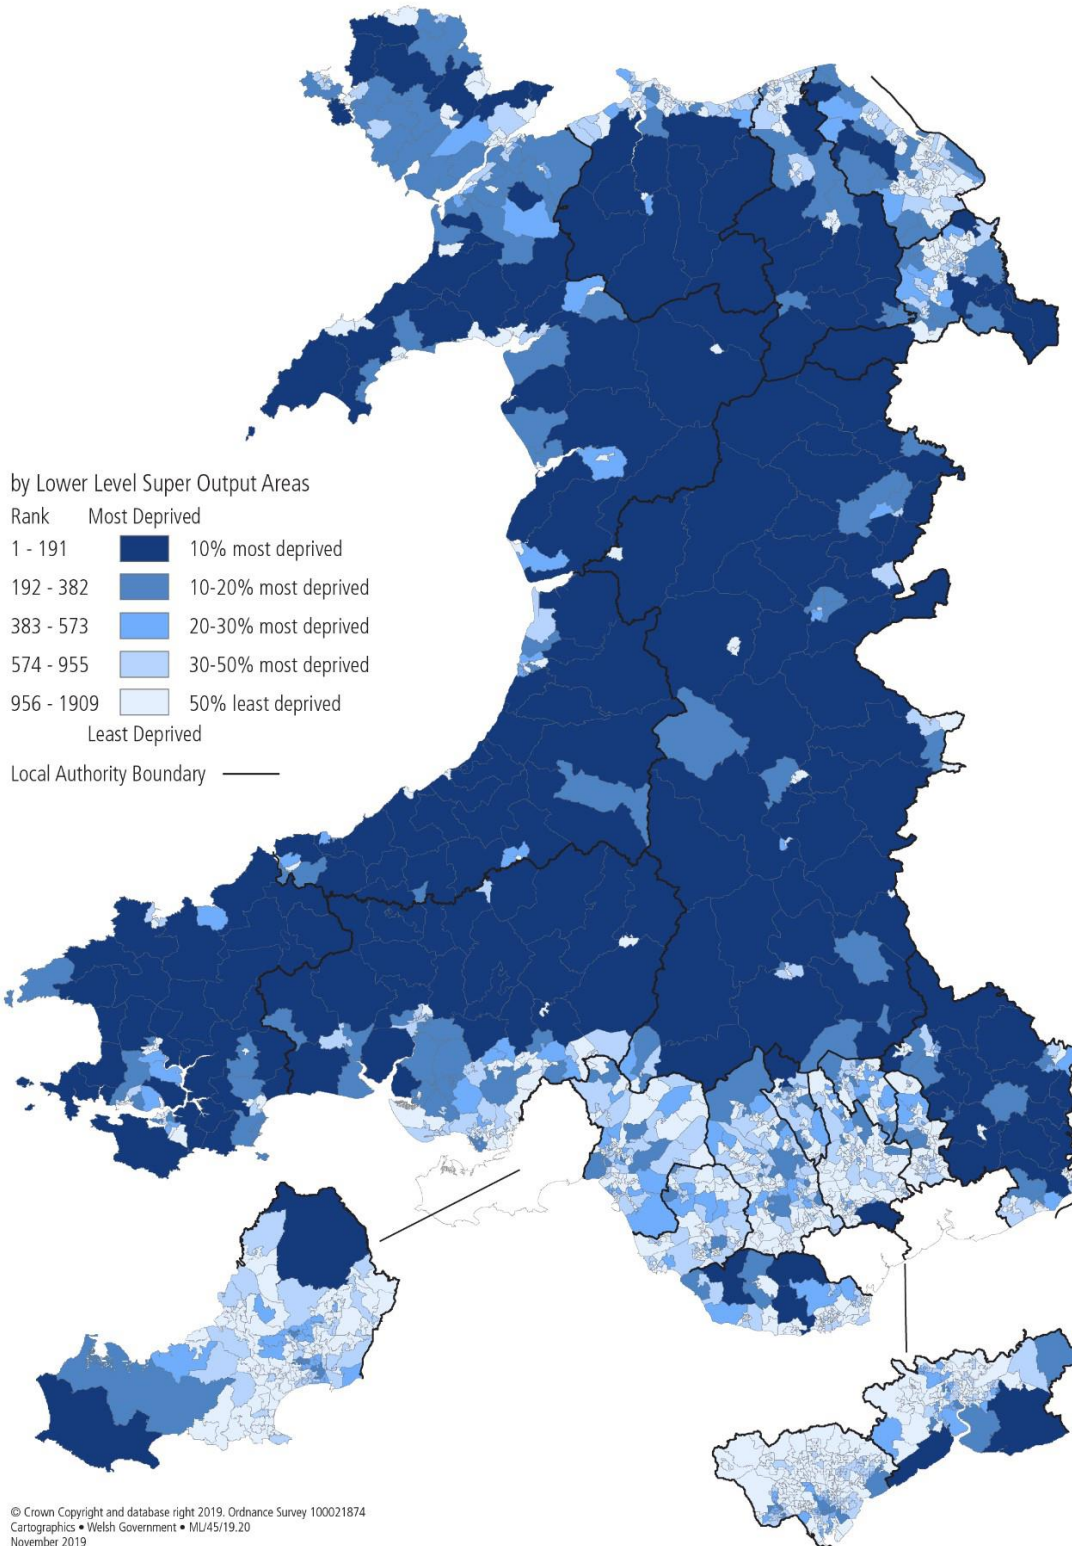 by Lower Level Super Output Areas
Rank Most Deprived
1 - 191 10% most deprived
192 - 382 10-20% most deprived
383 - 573 20-30% most deprived
574 - 955 30-50% most deprived
956 - 1909 50% least deprived
Least Deprived
Local Authority Boundary
© Crown Copyright and database right 2019. Ordnance Survey 100021874
Cartographics • Welsh Government • ML/45/19.20
November 2019